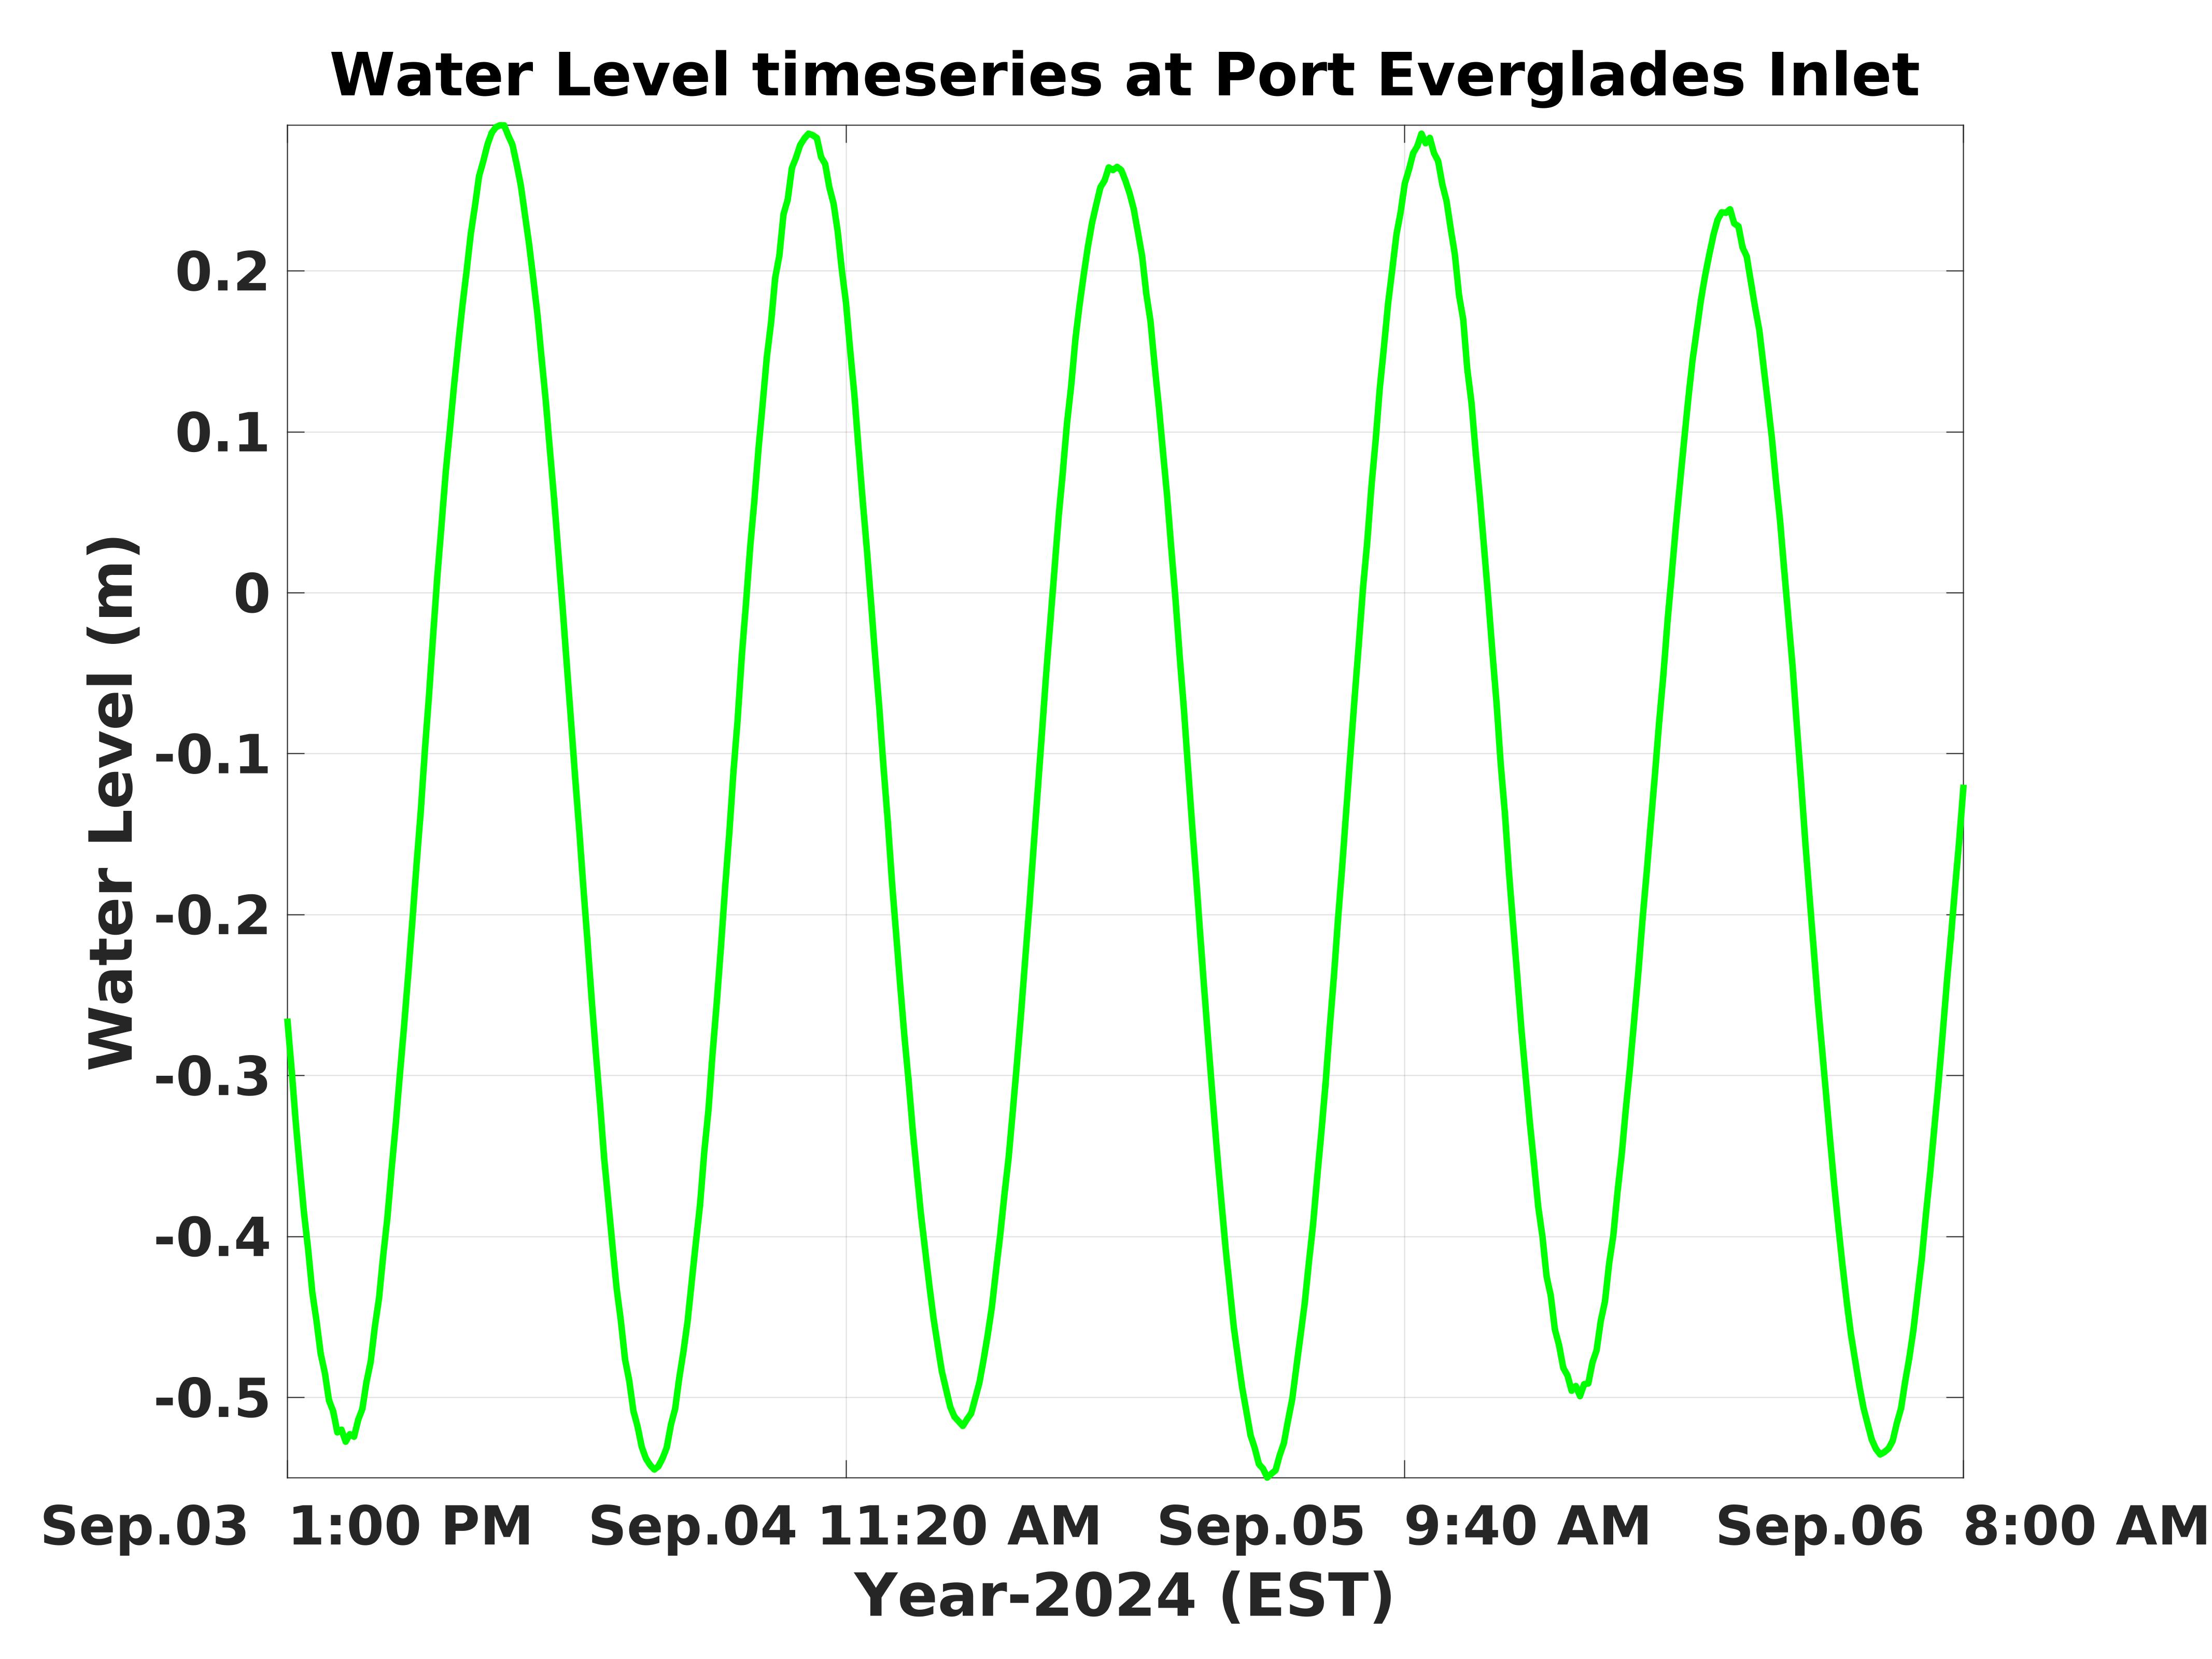 Water Level timeseries at Port Everglades Inlet
Water Level (m)
0.2
0.1
0
-0.1
-0.2
-0.3
-0.4
-0.5
Sep.03 1:00 PM Sep.04 11:20 AM Sep.05 9:40 AM Sep.06 8:00 AM
Year-2024 (EST)